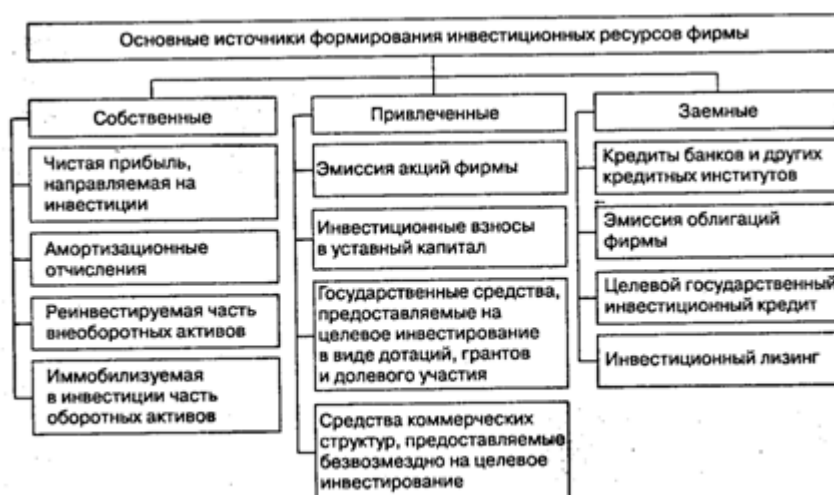 Основные источники формирования инвестиционных ресурсов фирмы
Собственные
Чистая прибыль,
направляемая на
инвестиции
Амортизационные
отчисления
Реинвестируемая часть
внеоборотных активов
Иммобилизуемая
в инвестиции часть
оборотных активов
Привлеченные
Эмиссия акций фирмы
Инвестиционные взносы
в уставный капитал
Государственные средства,
предоставляемые на
целевое инвестирование
в виде дотаций, грантов
и долевого участия
Средства коммерческих
структур, предоставляемые
безвозмездно на целевое
инвестирование
Заемные
Кредиты банков и других
кредитных институтов
Эмиссия облигаций
фирмы
Целевой государственный
инвестиционный кредит
Инвестиционный лизинг